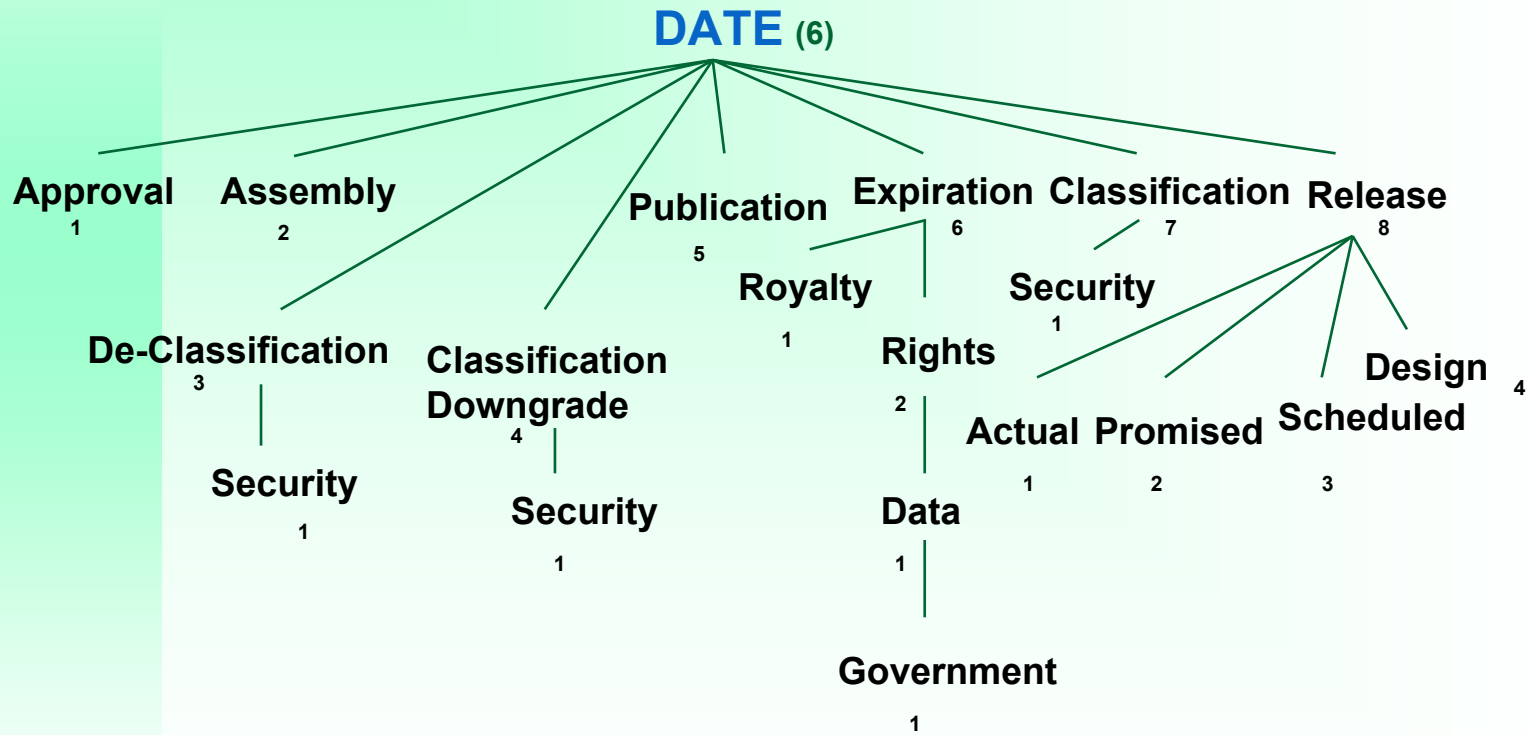 DATE (6)
Approval
1
Assembly
2
Publication
5
Expiration
6
Classification
7
Release
8
Royalty
1
Security
1
De-Classification
3
Classification
Downgrade
4
Rights
2
Design 4
Actual
1
Promised
2
Scheduled
3
Security
1
Security
1
Data
1
Government
1